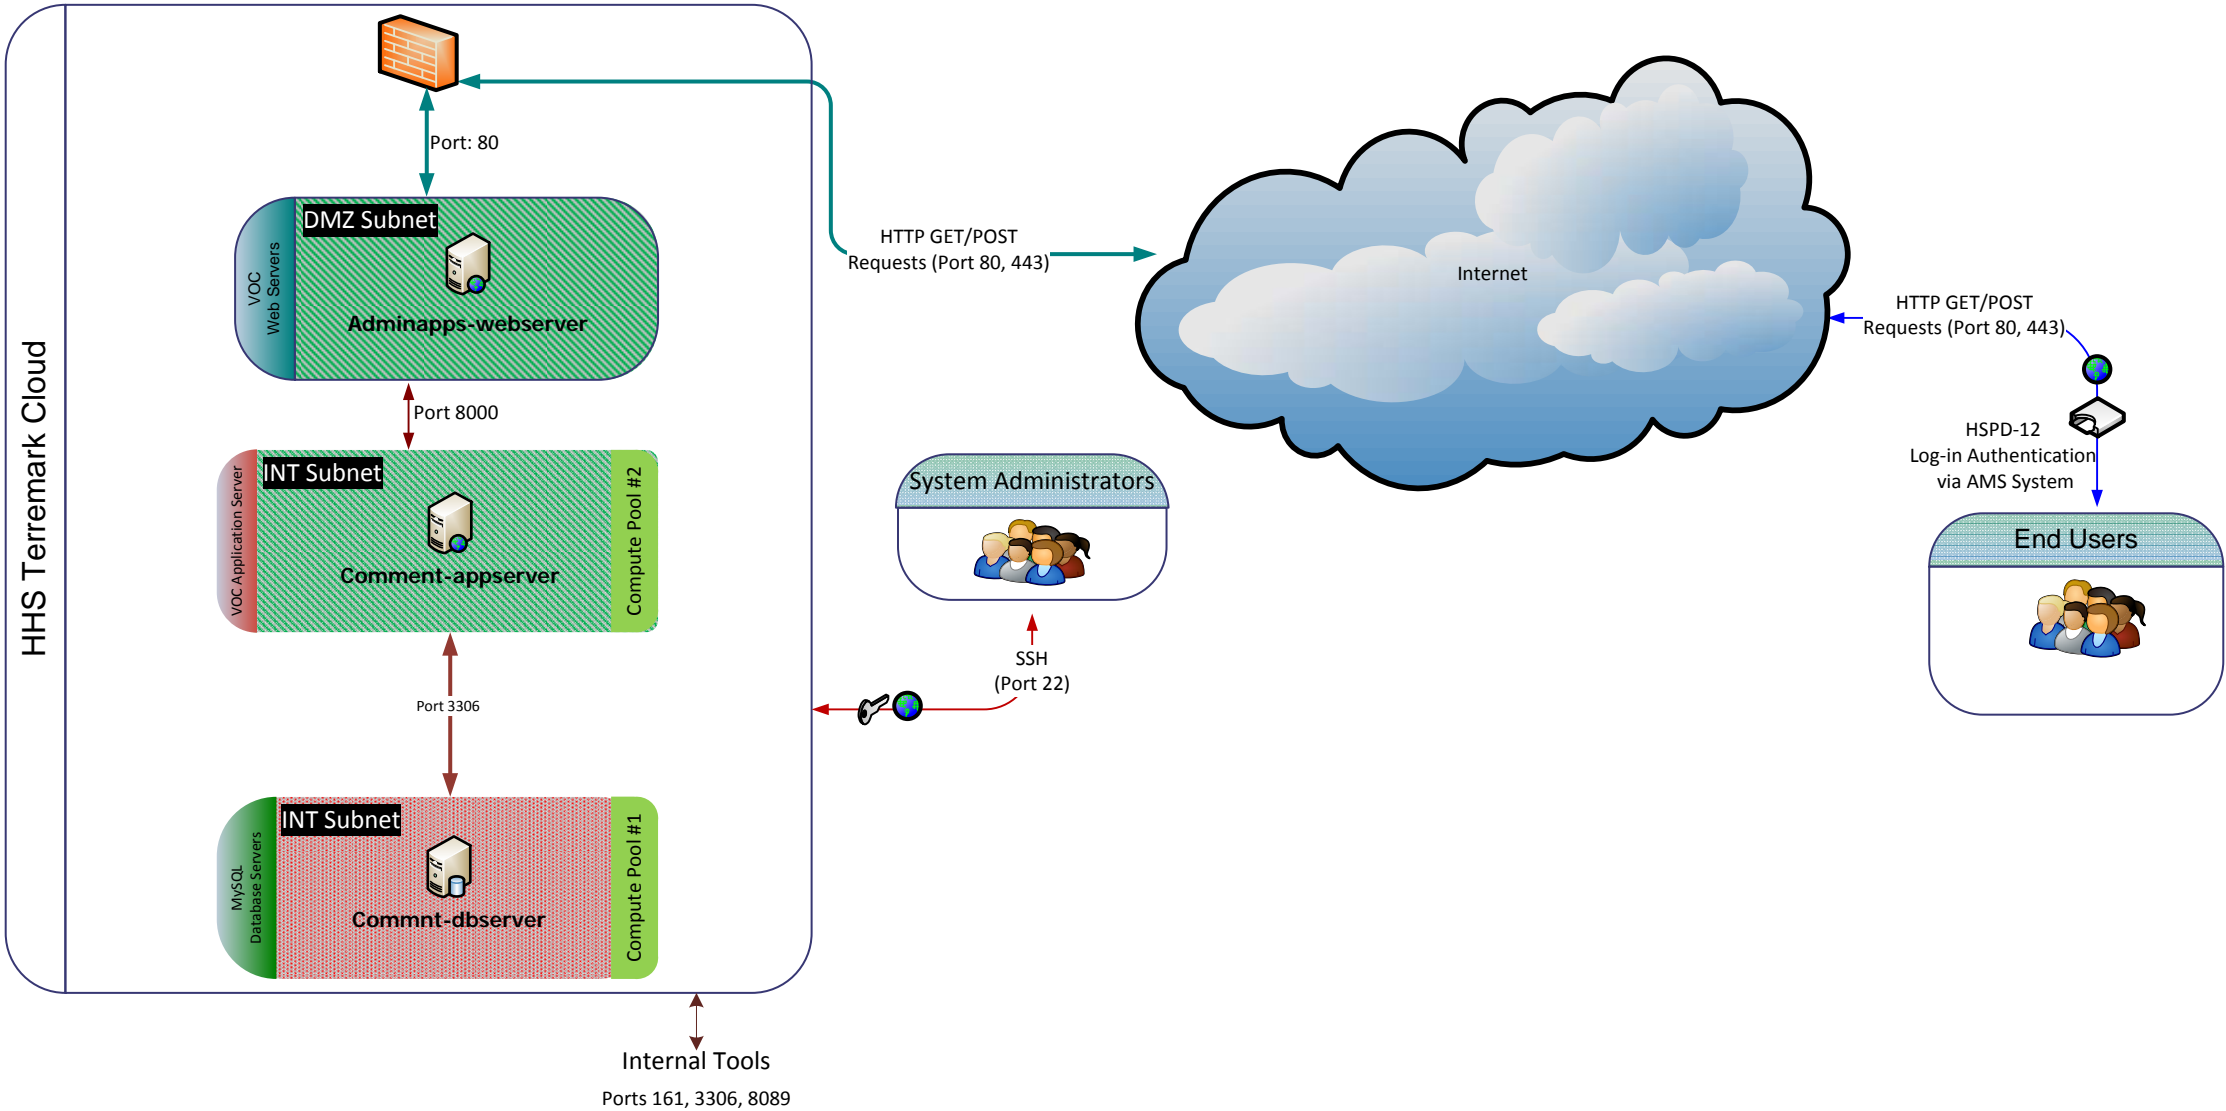 HHS Terremark Cloud
Port: 80
VOC
Web Servers
DMZ Subnet
Adminapps-webserver
Port 8000
VOC Application Server
INT Subnet
Comment-appserver
Compute Pool #2
Port 3306
MySQL
Database Servers
INT Subnet
Commnt-dbserver
Compute Pool #1
Internal Tools
Ports 161, 3306, 8089
HTTP GET/POST
Requests (Port 80, 443)
Internet
System Administrators
SSH
(Port 22)
HTTP GET/POST
Requests (Port 80, 443)
HSPD-12
Log-in Authentication
via AMS System
End Users